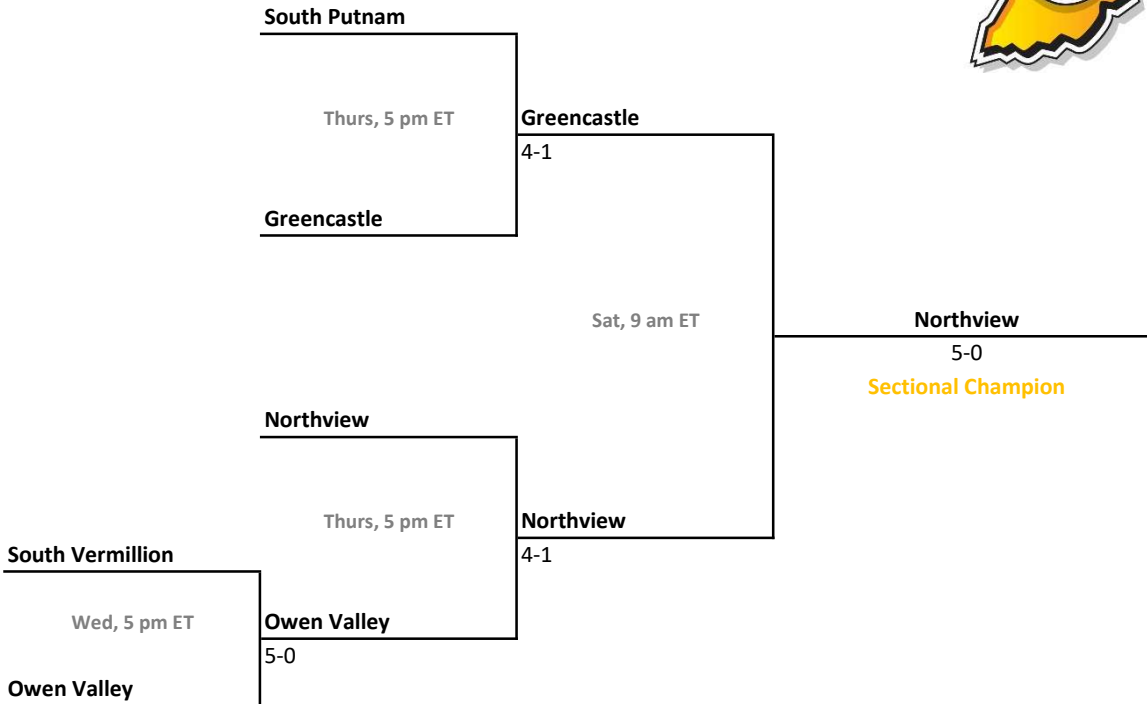 South Putnam
Thurs, 5 pm ET
Greencastle
4-1
Greencastle
Sat, 9 am ET
Northview
5-0
Sectional Champion
Northview
Thurs, 5 pm ET
Northview
4-1
South Vermillion
Wed, 5 pm ET
Owen Valley
5-0
Owen Valley